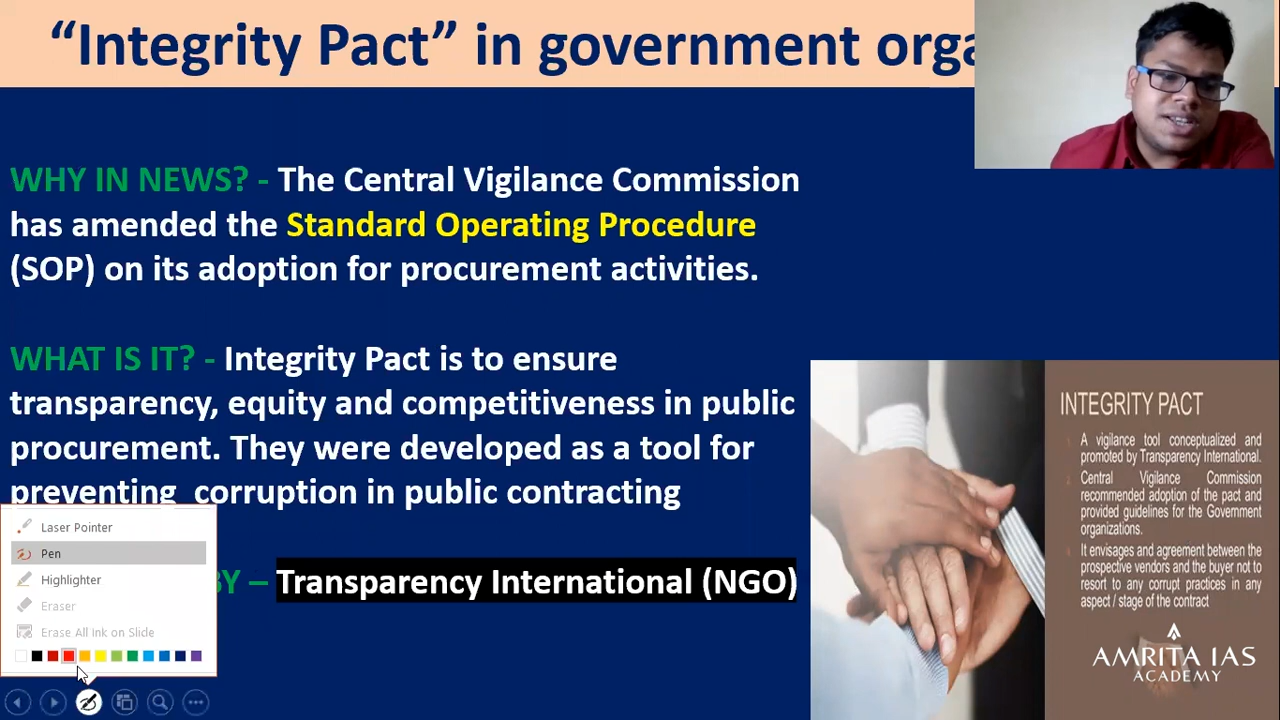 “Integrity Pact” in government orga
WHY IN NEWS? - The Central Vigilance Commission
has amended the Standard Operating Procedure
(SOP) on its adoption for procurement activities.
WHAT IS IT? - Integrity Pact is to ensure
transparency, equity and competitiveness in public
procurement. They were developed as a tool for
preventing corruption in public contracting
BY – Transparency International (NGO)
Laser Pointer
Pen
Highlighter
Eraser
Erase All Ink on Slide
INTEGRITY PACT
1 A vigilance tool conceptualized and
promoted by Transparency International.
2 Central Vigilance Commission
recommended adoption of the pact and
provided guidelines for the Government
organizations.
It envisages and agreement between the
prospective vendors and the buyer not to
resort to any corrupt practices in any
aspect / stage of the contract
AMRITA IAS
ACADEMY